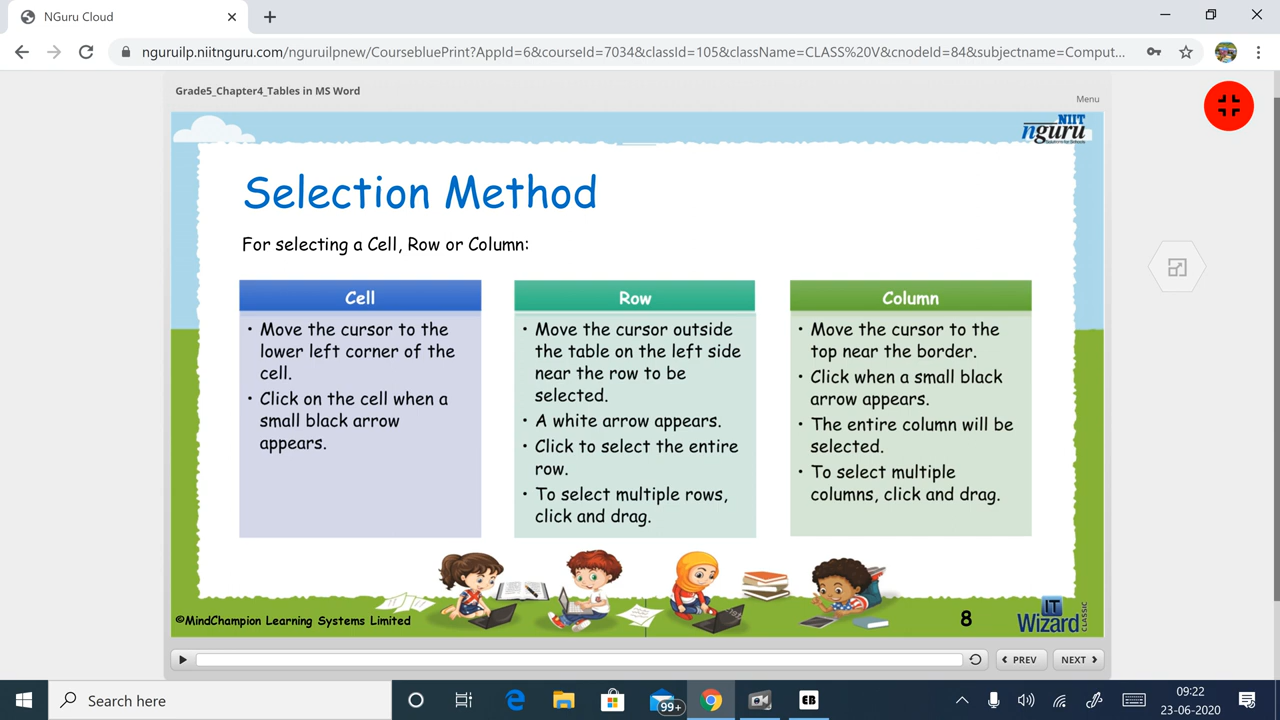 NGuru Cloud
nguruilp.niitnguru.com/nguruilpnew/CoursebluePrint?AppId=6&courseId=7034&classId=105&className=CLASS%20V&cnodeId=84&subjectname=Comput...
Grade5_Chapter4_Tables in MS Word
Menu
NIIT
nguru
Solutions for Schools
Selection Method
For selecting a Cell, Row or Column:
Cell
• Move the cursor to the
lower left corner of the
cell.
• Click on the cell when a
small black arrow
appears.
Row
• Move the cursor outside
the table on the left side
near the row to be
selected.
• A white arrow appears.
• Click to select the entire
row.
• To select multiple rows,
click and drag.
Column
• Move the cursor to the
top near the border.
• Click when a small black
arrow appears.
• The entire column will be
selected.
• To select multiple
columns, click and drag.
©MindChampion Learning Systems Limited
8
IT
Wizard
CLASSIC
PREV
NEXT
Search here
99+
EB
09:22
23-06-2020